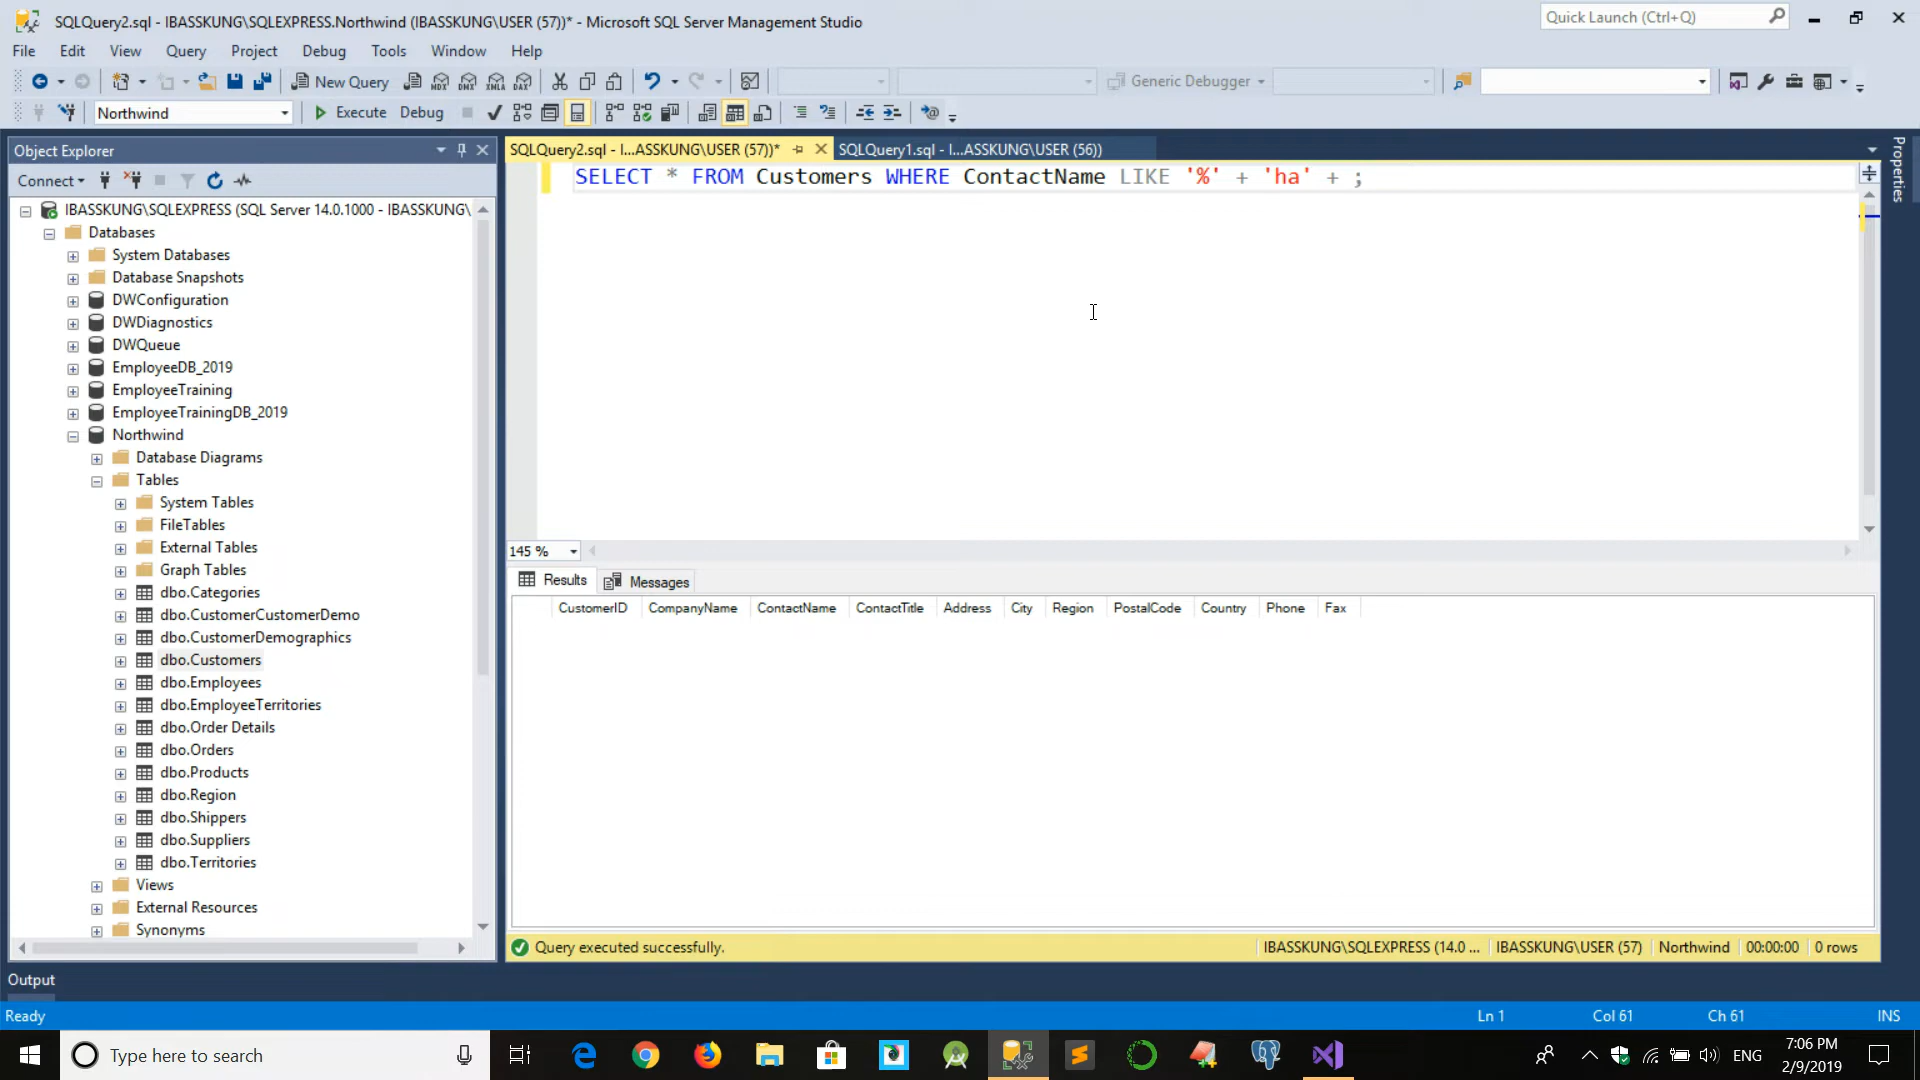 SQLQuery2.sql - IBASSKUNG\SQLEXPRESS.Northwind (IBASSKUNG\USER (57))* - Microsoft SQL Server Management Studio
Quick Launch (Ctrl+Q)
File Edit View Query Project Debug Tools Window Help
New Query
MDX DMX XMLA DAX
Generic Debugger
Northwind
Execute Debug
Object Explorer
SQLQuery2.sql - I...ASSKUNG\USER (57))*
SQLQuery1.sql - I...ASSKUNG\USER (56))
Properties
Connect
SELECT * FROM Customers WHERE ContactName LIKE '%' + 'ha' + ;
IBASSKUNG\SQLEXPRESS (SQL Server 14.0.1000 - IBASSKUNG\
Databases
System Databases
Database Snapshots
DWConfiguration
DWDiagnostics
DWQueue
EmployeeDB_2019
EmployeeTraining
EmployeeTrainingDB_2019
Northwind
Database Diagrams
Tables
System Tables
FileTables
External Tables
Graph Tables
dbo.Categories
dbo.CustomerCustomerDemo
dbo.CustomerDemographics
dbo.Customers
dbo.Employees
dbo.EmployeeTerritories
dbo.Order Details
dbo.Orders
dbo.Products
dbo.Region
dbo.Shippers
dbo.Suppliers
dbo.Territories
Views
External Resources
Synonyms
145 %
Results Messages
CustomerID CompanyName ContactName ContactTitle Address City Region PostalCode Country Phone Fax
Query executed successfully.
IBASSKUNG\SQLEXPRESS (14.0 ... IBASSKUNG\USER (57) Northwind 00:00:00 0 rows
Output
Ready
Ln 1 Col 61 Ch 61 INS
Type here to search
ENG
7:06 PM
2/9/2019